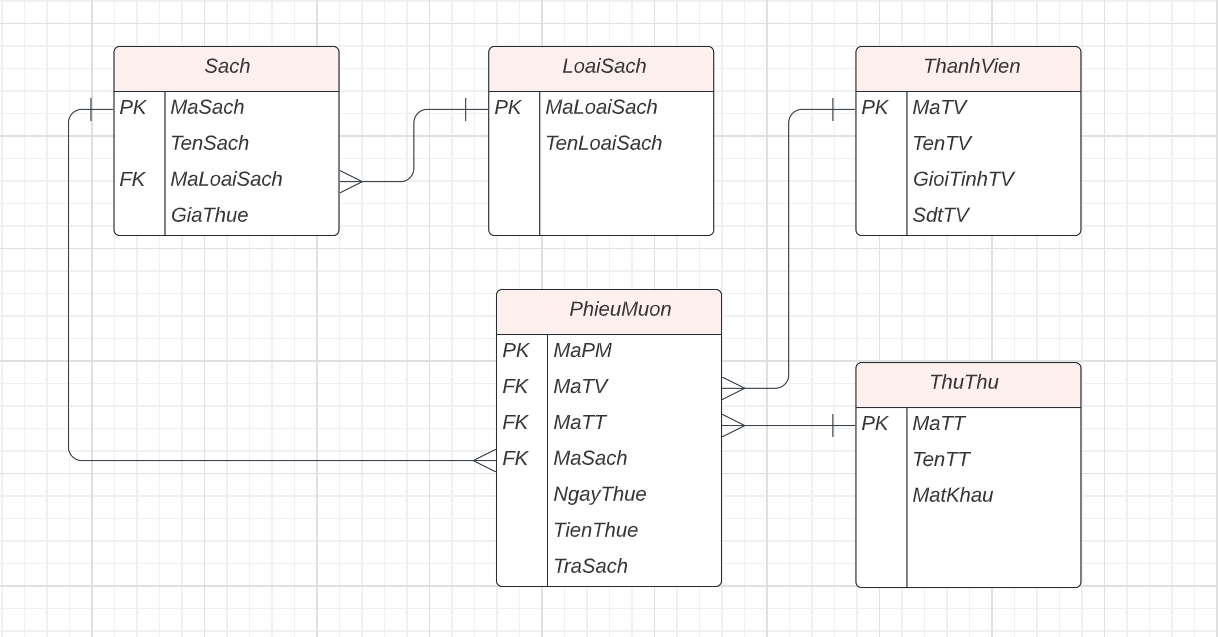 Sach
PK MaSach
TenSach
FK MaLoaiSach
GiaThue
LoaiSach
PK MaLoaiSach
TenLoaiSach
ThanhVien
PK MaTV
TenTV
GioiTinhTV
SdtTV
PhieuMuon
PK MaPM
FK MaTV
FK MaTT
FK MaSach
NgayThue
TienThue
TraSach
ThuThu
PK MaTT
TenTT
MatKhau